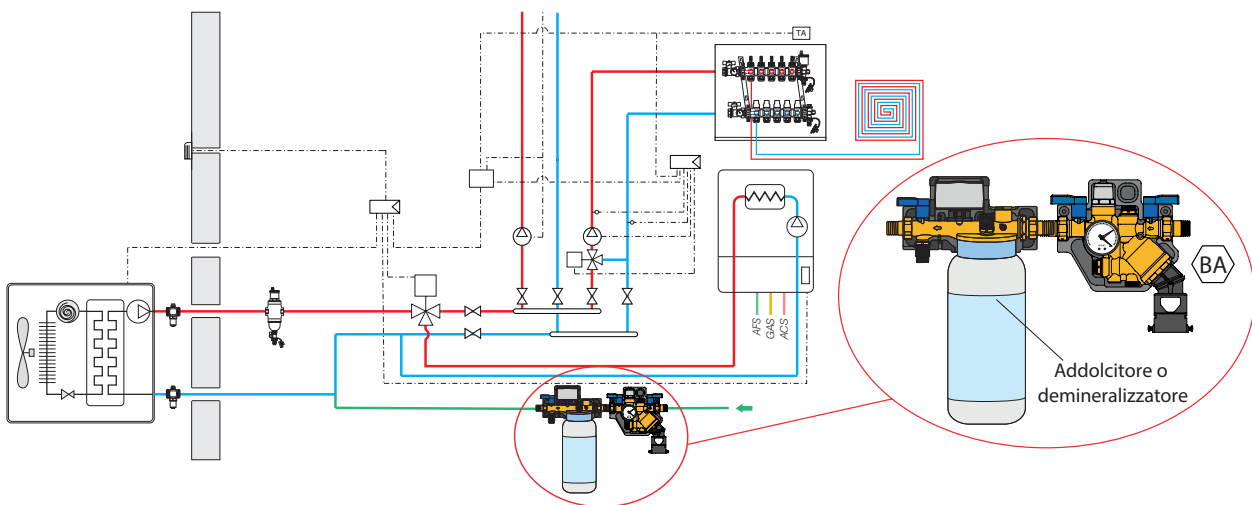 TA
AFS
GAS
ACS
BA
Addolcitore o
demineralizzatore